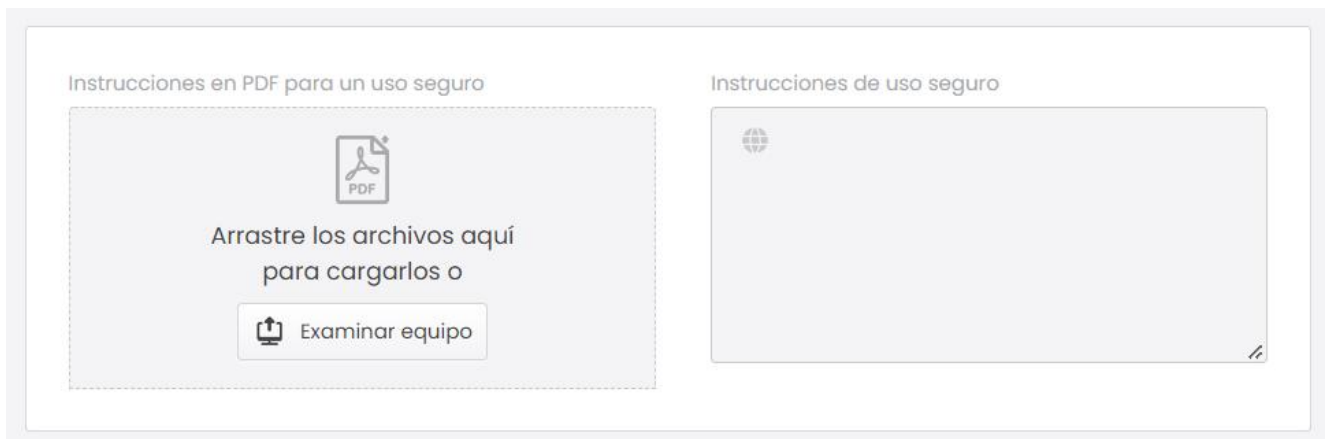 Instrucciones en PDF para un uso seguro
Instrucciones de uso seguro
PDF
Arrastre los archivos aquí
para cargarlos o
Examinar equipo